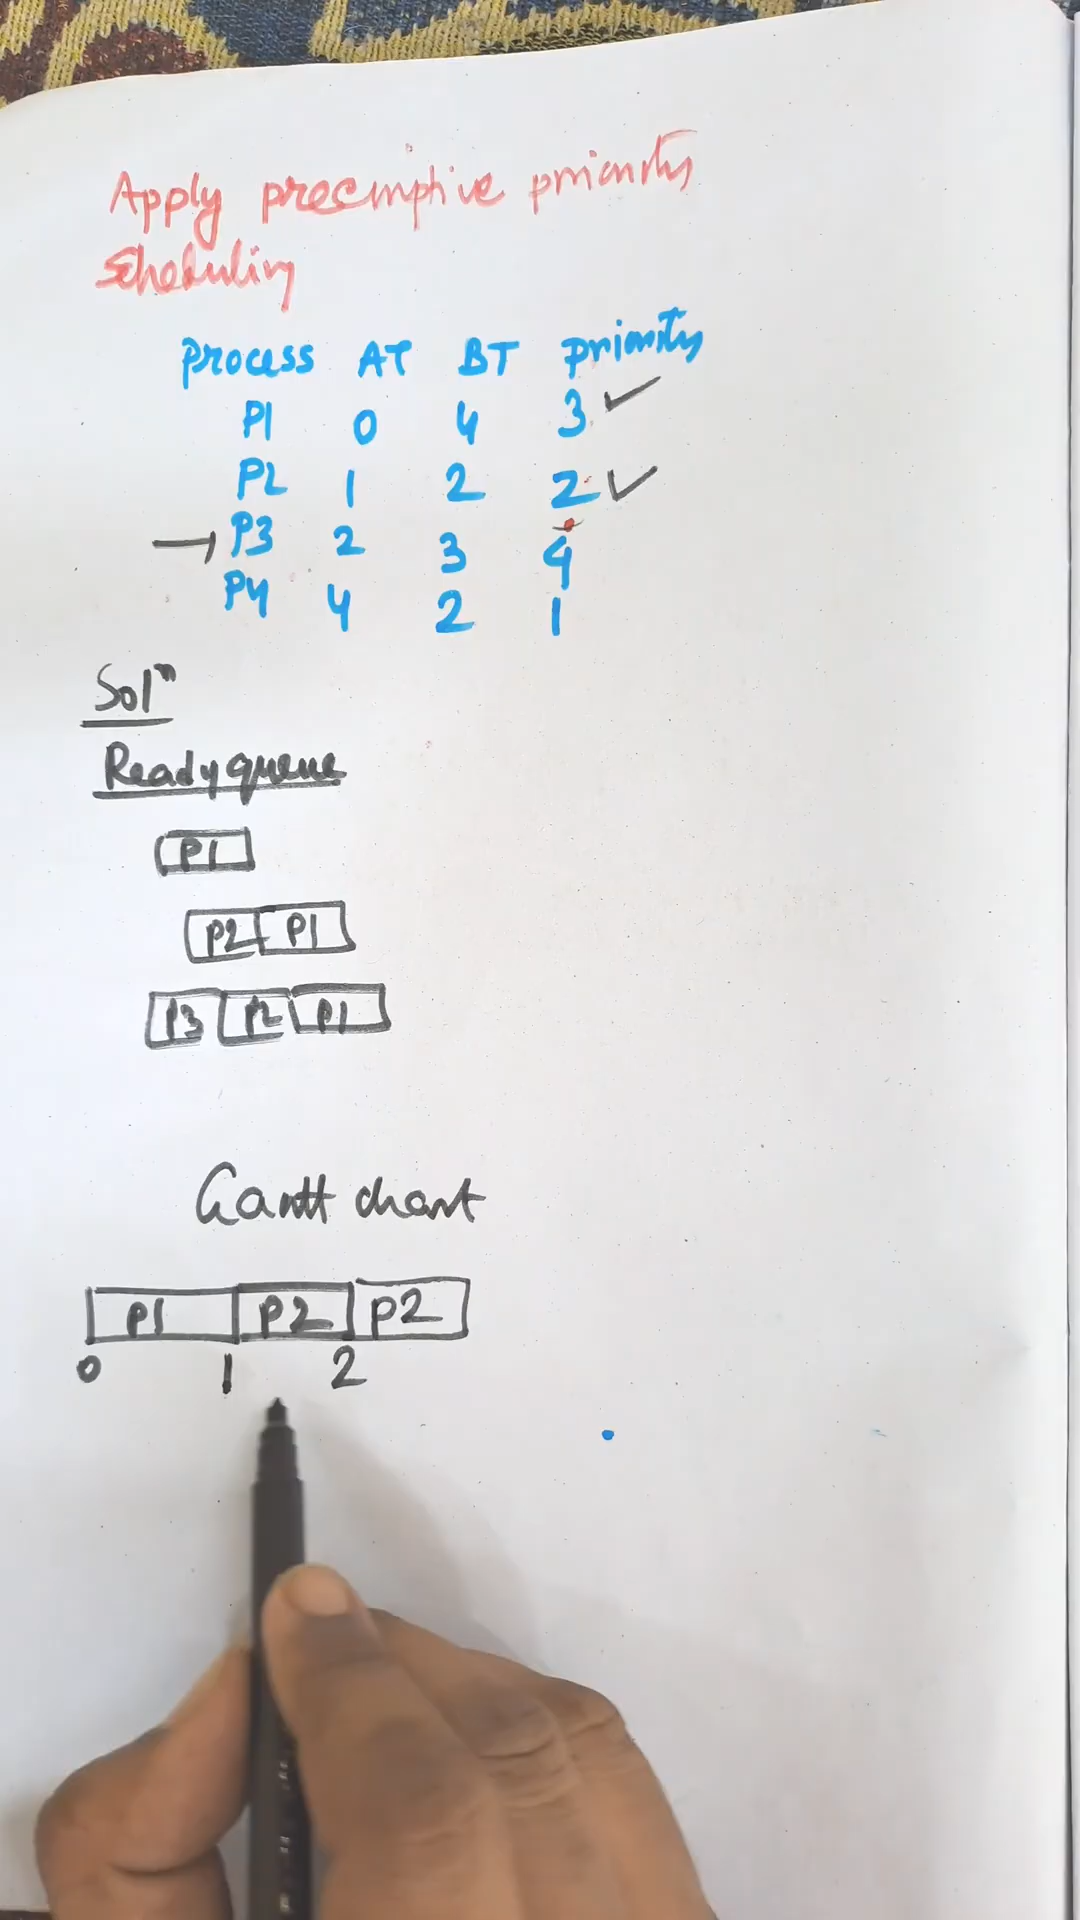 Apply preemptive priority
Scheduling
Process AT BT priority
P1 0 4 3
P2 1 2 2
P3 2 3 4
P4 4 2 1
Solⁿ
Ready queue
P1
P2 P1
P3 P2 P1
Gantt chart
P1 P2 P2
0 1 2